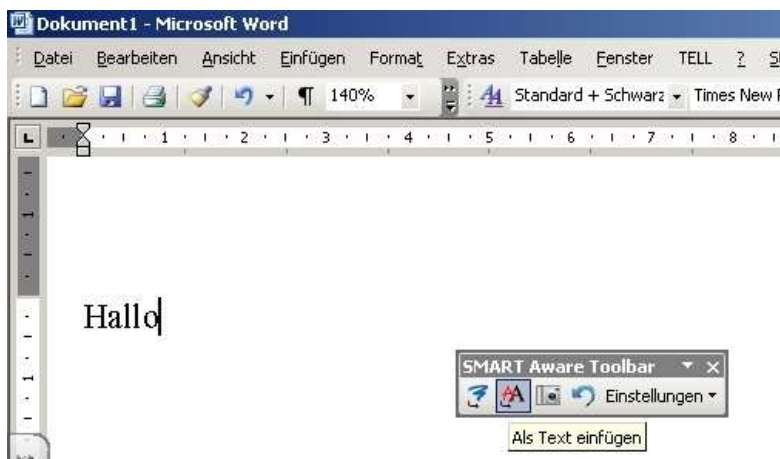 Dokument1 - Microsoft Word
Datei Bearbeiten Ansicht Einfügen Format Extras Tabelle Fenster TELL ?
140% Standard + Schwarz Times New
L 1 2 3 4 5 6 7 8
1
Hallo
1
SMART Aware Toolbar
Einstellungen
Als Text einfügen